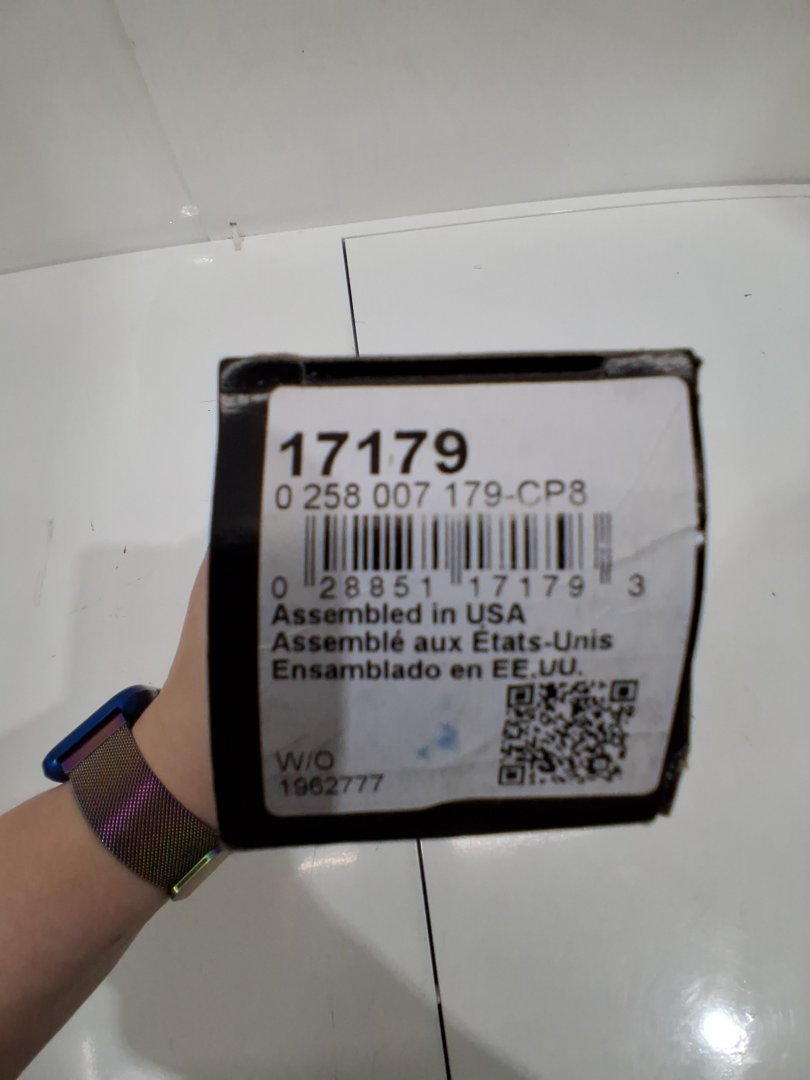 17179
0 258 007 179-CP8
0 28851 17179 3
Assembled in USA
Assemblé aux États-Unis
Ensamblado en EE.UU.
W/O
1962777